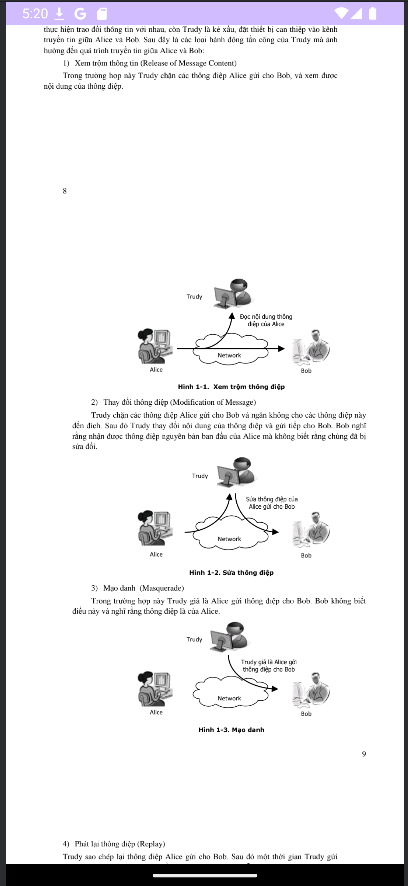 5:20
thực hiện trao đổi thông tin với nhau, còn Trudy là kẻ xấu, đặt thiết bị can thiệp vào kênh
truyền tin giữa Alice và Bob. Sau đây là các loại hành động tấn công của Trudy mà ảnh
hưởng đến quá trình truyền tin giữa Alice và Bob:
1) Xem trộm thông tin (Release of Message Content)
Trong trường hợp này Trudy chặn các thông điệp Alice gửi cho Bob, và xem được
nội dung của thông điệp.
8
Trudy
Đọc nội dung thông
điệp của Alice
Network
Alice
Bob
Hình 1-1. Xem trộm thông điệp
2) Thay đổi thông điệp (Modification of Message)
Trudy chặn các thông điệp Alice gửi cho Bob và ngăn không cho các thông điệp này
đến đích. Sau đó Trudy thay đổi nội dung của thông điệp và gửi tiếp cho Bob. Bob nghĩ
rằng nhận được thông điệp nguyên bản ban đầu của Alice mà không biết rằng chúng đã bị
sửa đổi.
Trudy
Sửa thông điệp của
Alice gửi cho Bob
Network
Alice
Bob
Hình 1-2. Sửa thông điệp
3) Mạo danh (Masquerade)
Trong trường hợp này Trudy giả là Alice gửi thông điệp cho Bob. Bob không biết
điều này và nghĩ rằng thông điệp là của Alice.
Trudy
Trudy giả là Alice gởi
thông điệp cho Bob
Network
Alice
Bob
Hình 1-3. Mạo danh
9
4) Phát lại thông điệp (Replay)
Trudy sao chép lại thông điệp Alice gửi cho Bob. Sau đó một thời gian Trudy gửi